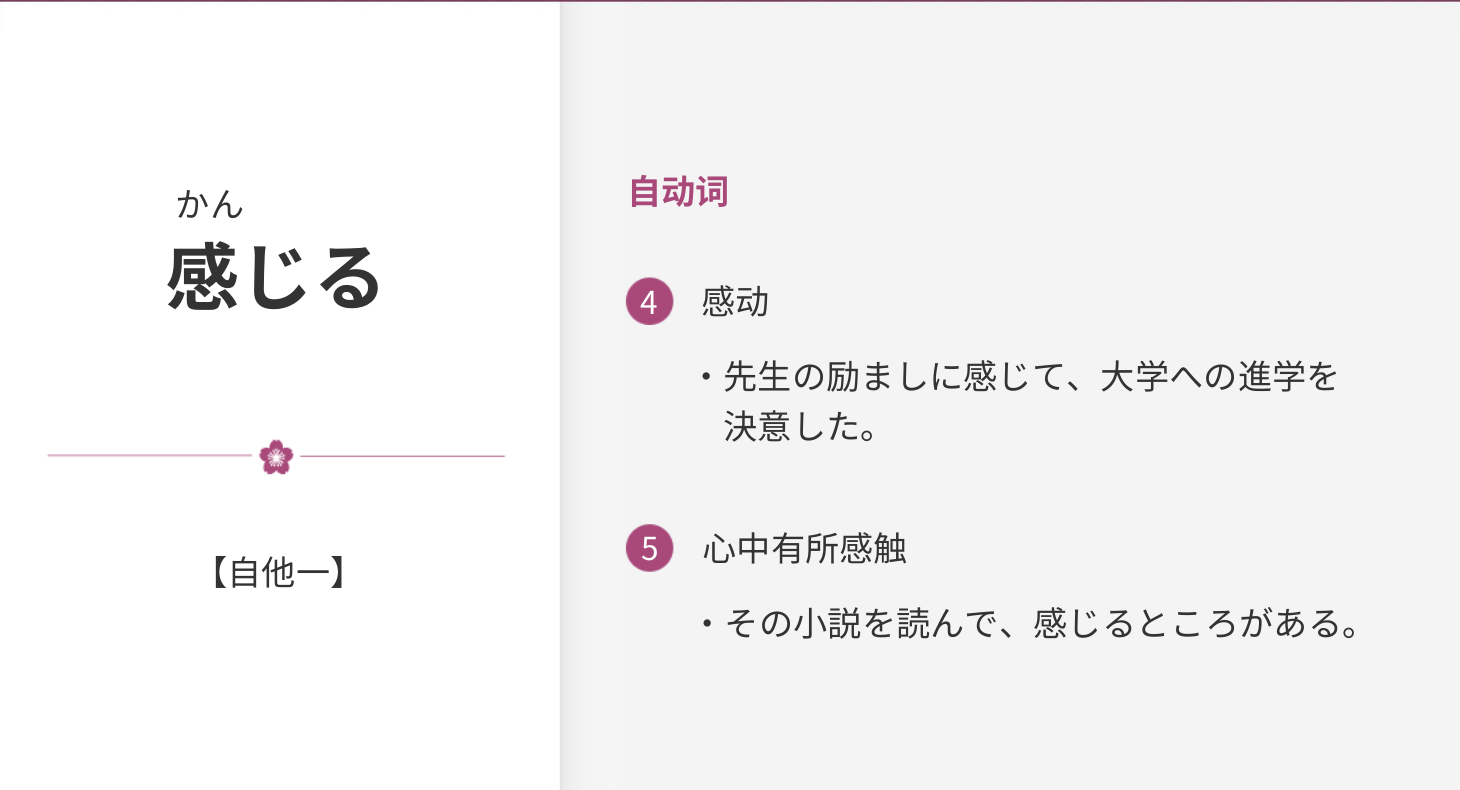 かん
感じる
【自他一】
自动词
4 感动
・先生の励ましに感じて、大学への進学を
決意した。
5 心中有所感触
・その小説を読んで、感じるところがある。